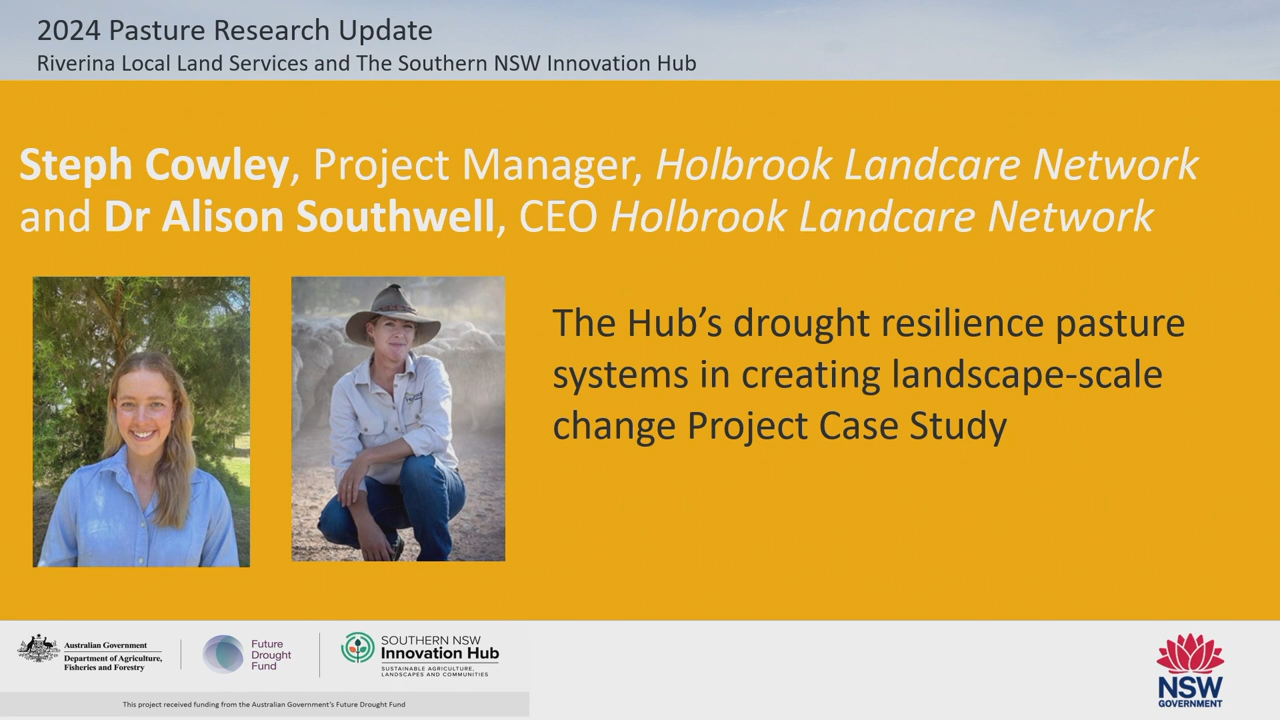 2024 Pasture Research Update
Riverina Local Land Services and The Southern NSW Innovation Hub
Steph Cowley, Project Manager, Holbrook Landcare Network
and Dr Alison Southwell, CEO Holbrook Landcare Network
The Hub’s drought resilience pasture
systems in creating landscape-scale
change Project Case Study
Australian Government
Department of Agriculture,
Fisheries and Forestry
Future
Drought
Fund
SOUTHERN NSW
Innovation Hub
SUSTAINABLE AGRICULTURE,
LANDSCAPES AND COMMUNITIES
This project received funding from the Australian Government’s Future Drought Fund
NSW
GOVERNMENT